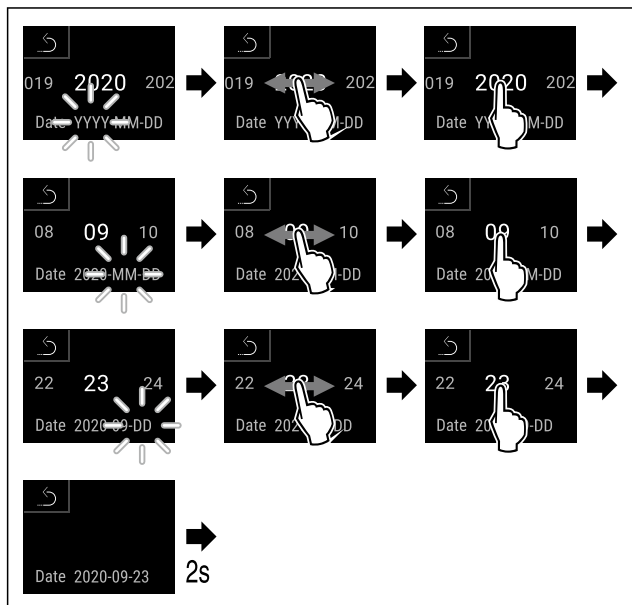 019 2020 202
Date YYYY-MM-DD
019 202
Date YY M-DD
019 2020 202
Date YY M-DD
08 09 10
Date 2020-MM-DD
08 10
Date 202 M-DD
08 09 10
Date 20 M-DD
22 23 24
Date 2020-09-DD
22 24
Date 202 DD
22 23 24
Date 20 -DD
Date 2020-09-23
2s